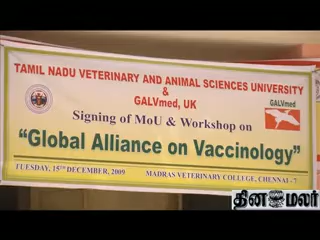 TAMIL NADU VETERINARY AND ANIMAL SCIENCES UNIVERSITY
&
GALVmed, UK
GALVmed
Signing of MoU & Workshop on
"Global Alliance on Vaccinology"
TUESDAY, 15TH DECEMBER, 2009 MADRAS VETERINARY COLLEGE, CHENNAI - 7
தினமலர்